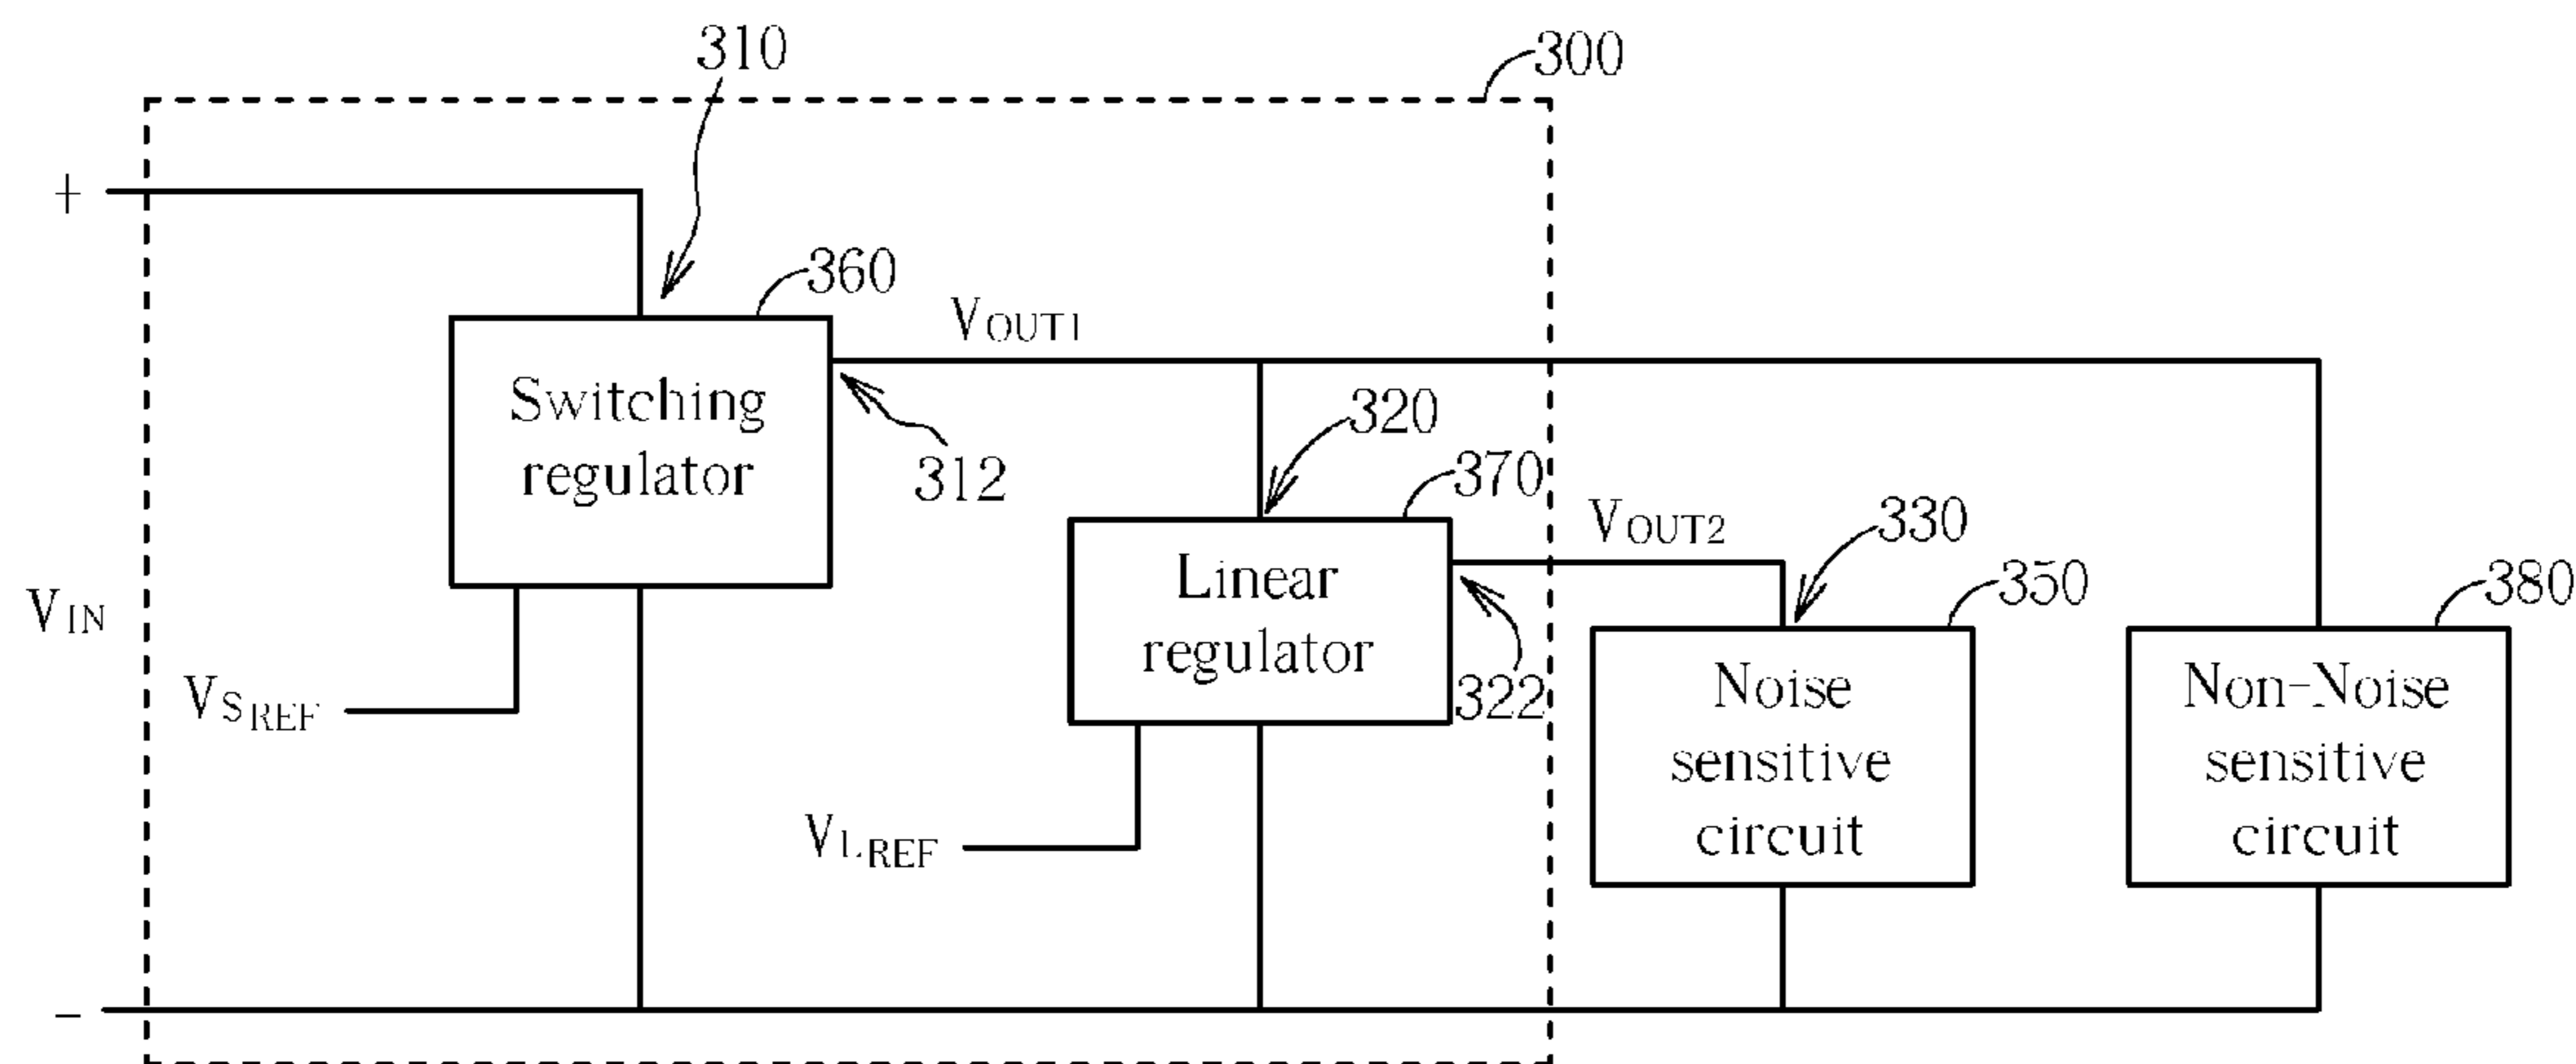 310
300
+
360
VOUT1
Switching
regulator
312
320
370
VOUT2
330
Linear
regulator
322
350
380
VIN
VSREF
Noise
sensitive
circuit
Non-Noise
sensitive
circuit
VLREF
-